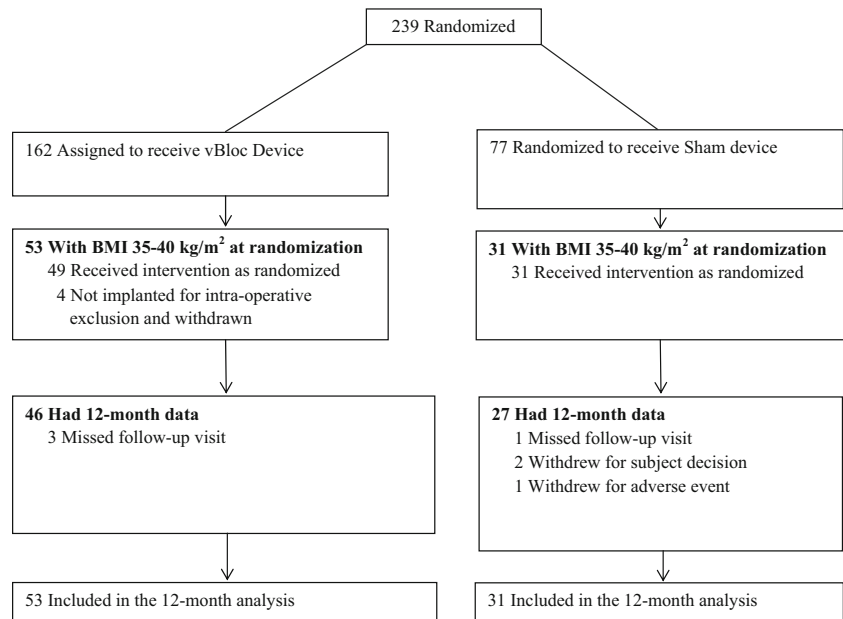 239 Randomized
162 Assigned to receive vBloc Device
77 Randomized to receive Sham device
53 With BMI 35-40 kg/m² at randomization
49 Received intervention as randomized
4 Not implanted for intra-operative
exclusion and withdrawn
31 With BMI 35-40 kg/m² at randomization
31 Received intervention as randomized
46 Had 12-month data
3 Missed follow-up visit
27 Had 12-month data
1 Missed follow-up visit
2 Withdrew for subject decision
1 Withdrew for adverse event
53 Included in the 12-month analysis
31 Included in the 12-month analysis